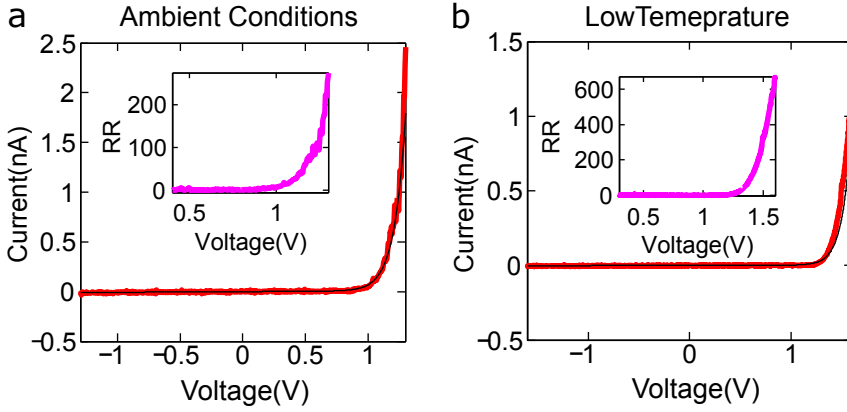 a
Ambient Conditions
2.5
2
1.5
1
0.5
0
−0.5
Current(nA)
−1
−0.5
0
0.5
1
Voltage(V)
200
100
0
RR
0.5
1
Voltage(V)
b
LowTemeprature
1.5
1
0.5
0
−0.5
Current(nA)
−1
0
1
Voltage(V)
600
400
200
0
RR
0.5
1
1.5
Voltage(V)